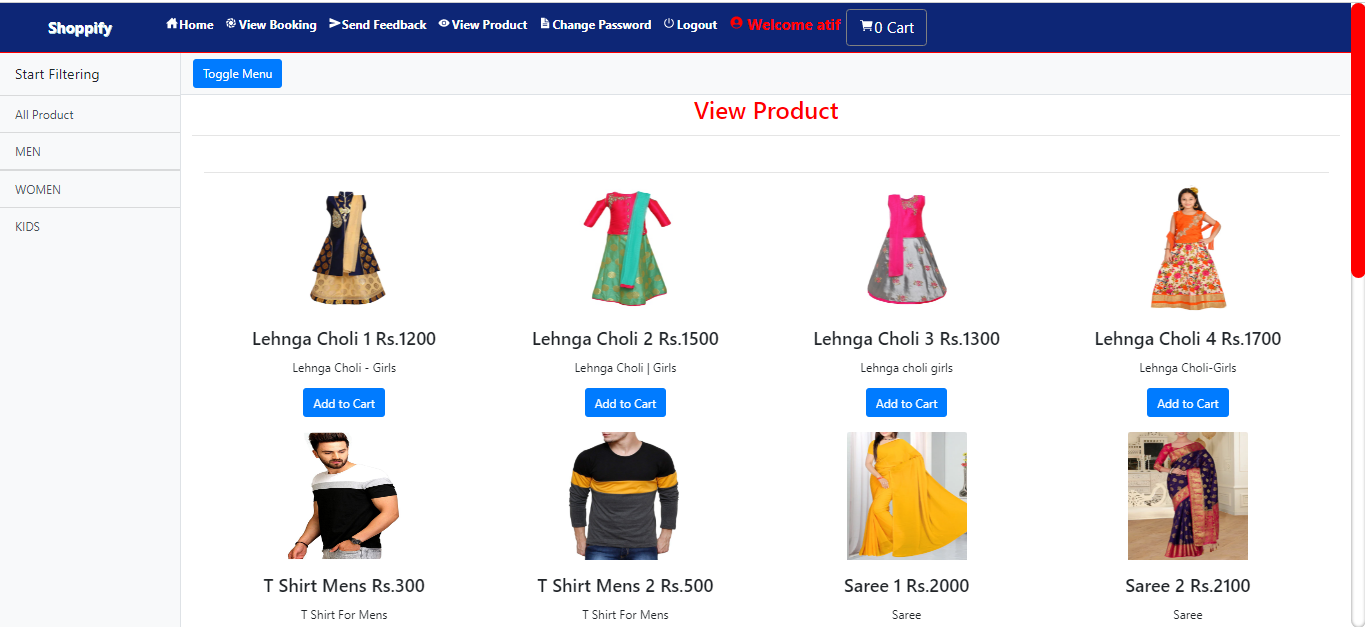 Shoppify
Home View Booking Send Feedback View Product Change Password Logout Welcome atif 0 Cart
Start Filtering
All Product
MEN
WOMEN
KIDS
Toggle Menu
View Product
Lehnga Choli 1 Rs.1200
Lehnga Choli - Girls
Add to Cart
Lehnga Choli 2 Rs.1500
Lehnga Choli | Girls
Add to Cart
Lehnga Choli 3 Rs.1300
Lehnga choli girls
Add to Cart
Lehnga Choli 4 Rs.1700
Lehnga Choli-Girls
Add to Cart
T Shirt Mens Rs.300
T Shirt For Mens
T Shirt Mens 2 Rs.500
T Shirt For Mens
Saree 1 Rs.2000
Saree
Saree 2 Rs.2100
Saree